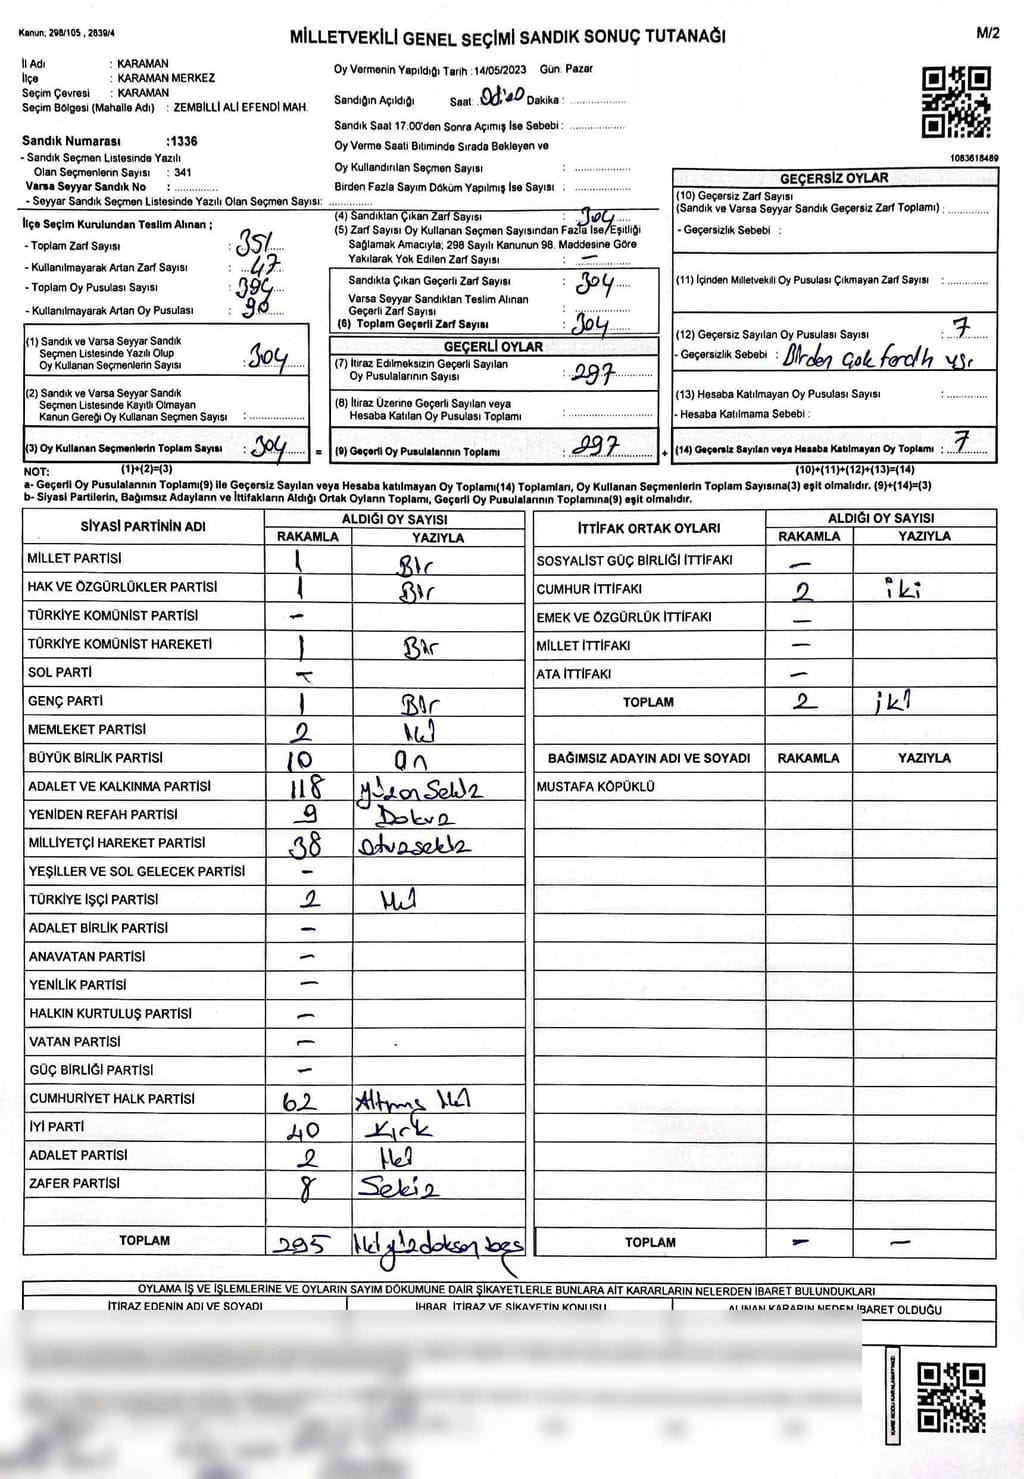 Kanun; 298/105 , 2839/4
MİLLETVEKİLİ GENEL SEÇİMİ SANDIK SONUÇ TUTANAĞI
M/2
İl Adı : KARAMAN
İlçe : KARAMAN MERKEZ
Seçim Çevresi : KARAMAN
Seçim Bölgesi (Mahalle Adı) : ZEMBİLLİ ALİ EFENDİ MAH.
Oy Vermenin Yapıldığı Tarih : 14/05/2023 Gün: Pazar
Sandığın Açıldığı Saat: Dakika :
Sandık Saat 17:00'den Sonra Açımış İse Sebebi :
Oy Verme Saati Bitiminde Sırada Bekleyen ve
Oy Kullandırılan Seçmen Sayısı :
Birden Fazla Sayım Döküm Yapılmış İse Sayısı :
1063618489
Sandık Numarası :1336
- Sandık Seçmen Listesinde Yazılı
Olan Seçmenlerin Sayısı : 341
Varsa Seyyar Sandık No :
- Seyyar Sandık Seçmen Listesinde Yazılı Olan Seçmen Sayısı:
İlçe Seçim Kurulundan Teslim Alınan ;
- Toplam Zarf Sayısı : 351
- Kullanılmayarak Artan Zarf Sayısı : 47
- Toplam Oy Pusulası Sayısı : 394
- Kullanılmayarak Artan Oy Pusulası : 90
(1) Sandık ve Varsa Seyyar Sandık
Seçmen Listesinde Yazılı Olup
Oy Kullanan Seçmenlerin Sayısı : 304
(2) Sandık ve Varsa Seyyar Sandık
Seçmen Listesinde Kayıtlı Olmayan
Kanun Gereği Oy Kullanan Seçmen Sayısı :
(3) Oy Kullanan Seçmenlerin Toplam Sayısı : 304 =
(4) Sandıktan Çıkan Zarf Sayısı : 304
(5) Zarf Sayısı Oy Kullanan Seçmen Sayısından Fazla İse/Eşitliği
Sağlamak Amacıyla; 298 Sayılı Kanunun 98. Maddesine Göre
Yakılarak Yok Edilen Zarf Sayısı : —
Sandıkla Çıkan Geçerli Zarf Sayısı : 304
Varsa Seyyar Sandıktan Teslim Alınan
Geçerli Zarf Sayısı :
(6) Toplam Geçerli Zarf Sayısı : 304
GEÇERLİ OYLAR
(7) İtiraz Edilmeksizin Geçerli Sayılan
Oy Pusulalarının Sayısı : 297
(8) İtiraz Üzerine Geçerli Sayılan veya
Hesaba Katılan Oy Pusulası Toplamı :
(9) Geçerli Oy Pusulasının Toplamı : 297 +
GEÇERSİZ OYLAR
(10) Geçersiz Zarf Sayısı
(Sandık ve Varsa Seyyar Sandık Geçersiz Zarf Toplamı) :
- Geçersizlik Sebebi :
(11) İçinden Milletvekili Oy Pusulası Çıkmayan Zarf Sayısı :
(12) Geçersiz Sayılan Oy Pusulası Sayısı : 7
- Geçersizlik Sebebi : Birden çok
(13) Hesaba Katılmayan Oy Pusulası Sayısı :
- Hesaba Katılmama Sebebi :
(14) Geçersiz Sayılan veya Hesaba Katılmayan Oy Toplamı : 7
NOT: (1)+(2)=(3) (10)+(11)+(12)+(13)=(14)
a- Geçerli Oy Pusulalarının Toplamı(9) ile Geçersiz Sayılan veya Hesaba katılmayan Oy Toplamı(14) Toplamları, Oy Kullanan Seçmenlerin Toplam Sayısına(3) eşit olmalıdır. (9)+(14)=(3)
b- Siyasi Partilerin, Bağımsız Adayların ve İttifakların Aldığı Ortak Oyların Toplamı, Geçerli Oy Pusulalarının Toplamına(9) eşit olmalıdır.
SİYASİ PARTİNİN ADI ALDIĞI OY SAYISI
RAKAMLA YAZIYLA
MİLLET PARTİSİ 1 Bir
HAK VE ÖZGÜRLÜKLER PARTİSİ 1 Bir
TÜRKİYE KOMÜNİST PARTİSİ —
TÜRKİYE KOMÜNİST HAREKETİ 1 Bir
SOL PARTİ —
GENÇ PARTİ 1 Bir
MEMLEKET PARTİSİ 2 İki
BÜYÜK BİRLİK PARTİSİ 10 On
ADALET VE KALKINMA PARTİSİ 118 Yüzon Sekiz
YENİDEN REFAH PARTİSİ 9 Dokuz
MİLLİYETÇİ HAREKET PARTİSİ 38 Otuzsekiz
YEŞİLLER VE SOL GELECEK PARTİSİ —
TÜRKİYE İŞÇİ PARTİSİ 2 İki
ADALET BİRLİK PARTİSİ —
ANAVATAN PARTİSİ —
YENİLİK PARTİSİ —
HALKIN KURTULUŞ PARTİSİ —
VATAN PARTİSİ —
GÜÇ BİRLİĞİ PARTİSİ —
CUMHURİYET HALK PARTİSİ 62 Altmış İki
İYİ PARTİ 40 Kırk
ADALET PARTİSİ 2 İki
ZAFER PARTİSİ 8 Sekiz
TOPLAM 295 İkiyüzdoksan beş
İTTİFAK ORTAK OYLARI ALDIĞI OY SAYISI
RAKAMLA YAZIYLA
SOSYALİST GÜÇ BİRLİĞİ İTTİFAKI —
CUMHUR İTTİFAKI 2 iki
EMEK VE ÖZGÜRLÜK İTTİFAKI —
MİLLET İTTİFAKI —
ATA İTTİFAKI —
TOPLAM 2 iki
BAĞIMSIZ ADAYIN ADI VE SOYADI RAKAMLA YAZIYLA
MUSTAFA KÖPÜKLÜ
TOPLAM — —
OYLAMA İŞ VE İŞLEMLERİNE VE OYLARIN SAYIM DÖKÜMÜNE DAİR ŞİKAYETLERLE BUNLARA AİT KARARLARIN NELERDEN İBARET BULUNDUKLARI
İTİRAZ EDENİN ADI VE SOYADI İHBAR, İTİRAZ VE ŞİKAYETİN KONUSU ALINAN KARARIN NEDEN İBARET OLDUĞU